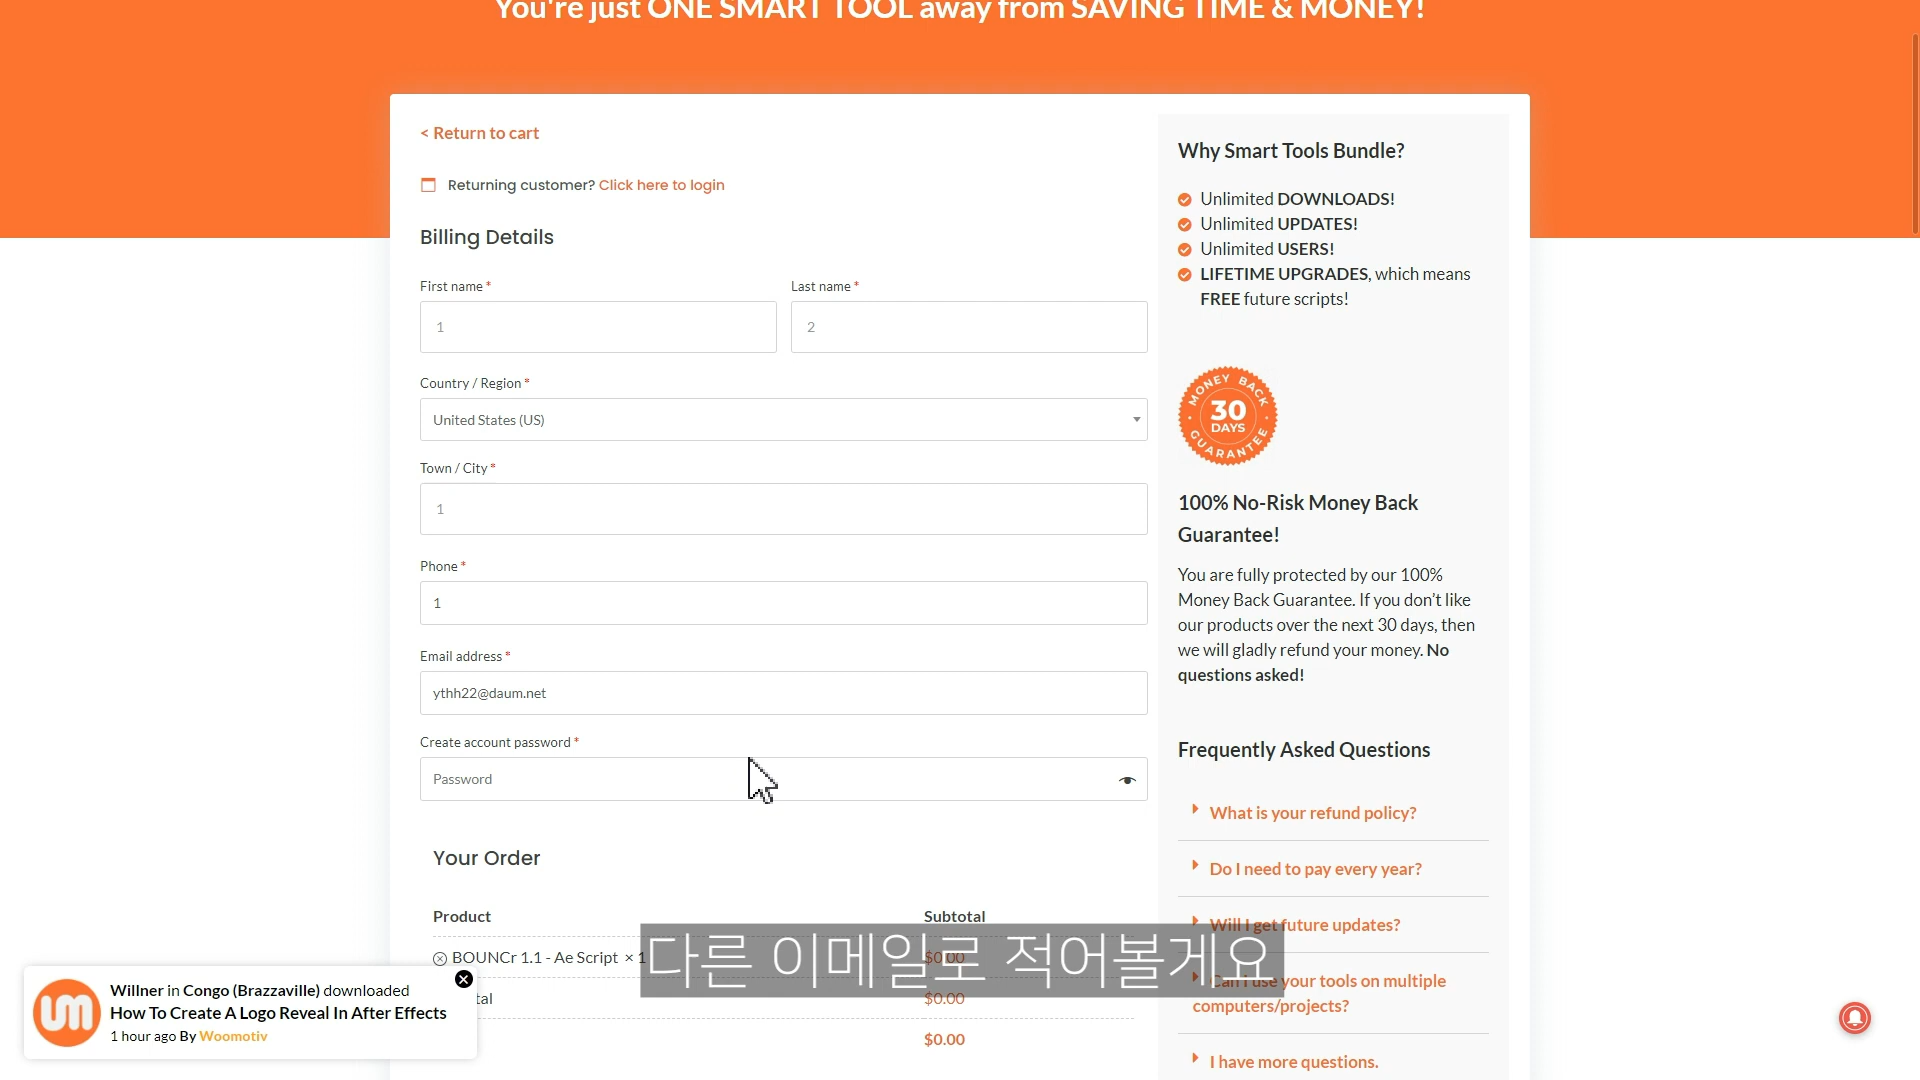 You're just ONE SMART TOOL away from SAVING TIME & MONEY!
< Return to cart
Returning customer? Click here to login
Billing Details
First name *
Last name *
1
2
Country / Region *
United States (US)
Town / City *
1
Phone *
1
Email address *
ythh22@daum.net
Create account password *
Password
Your Order
Product
Subtotal
BOUNCr 1.1 - Ae Script × 1
$0.00
$0.00
$0.00
다른 이메일로 적어볼게요
Willner in Congo (Brazzaville) downloaded
How To Create A Logo Reveal In After Effects
1 hour ago By Woomotiv
um
Why Smart Tools Bundle?
Unlimited DOWNLOADS!
Unlimited UPDATES!
Unlimited USERS!
LIFETIME UPGRADES, which means
FREE future scripts!
MONEY BACK
30
DAYS
GUARANTEE
100% No-Risk Money Back
Guarantee!
You are fully protected by our 100%
Money Back Guarantee. If you don’t like
our products over the next 30 days, then
we will gladly refund your money. No
questions asked!
Frequently Asked Questions
What is your refund policy?
Do I need to pay every year?
Will I get future updates?
Can I use your tools on multiple
computers/projects?
I have more questions.